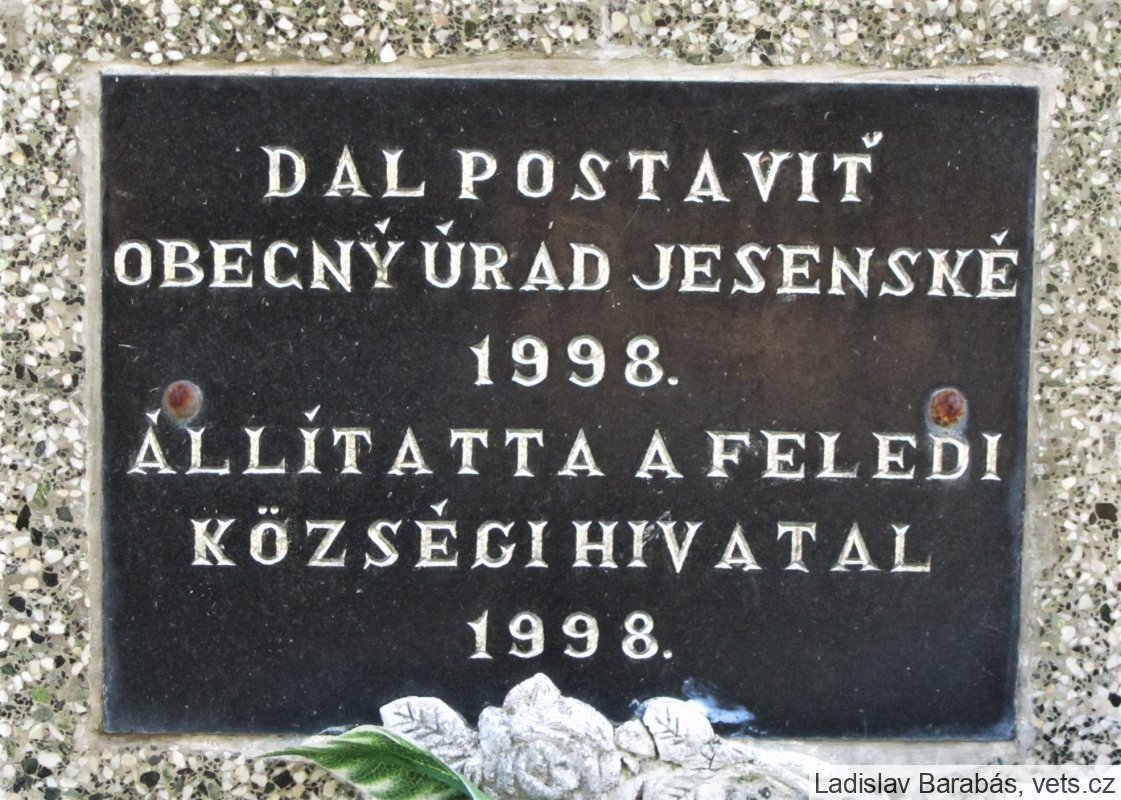 DAL POSTAVIŤ
OBECNÝ ÚRAD JESENSKÉ
1998.
ÁLLÍTATTA A FELEDI
KÖZSÉGI HIVATAL
1998.
Ladislav Barabás, vets.cz